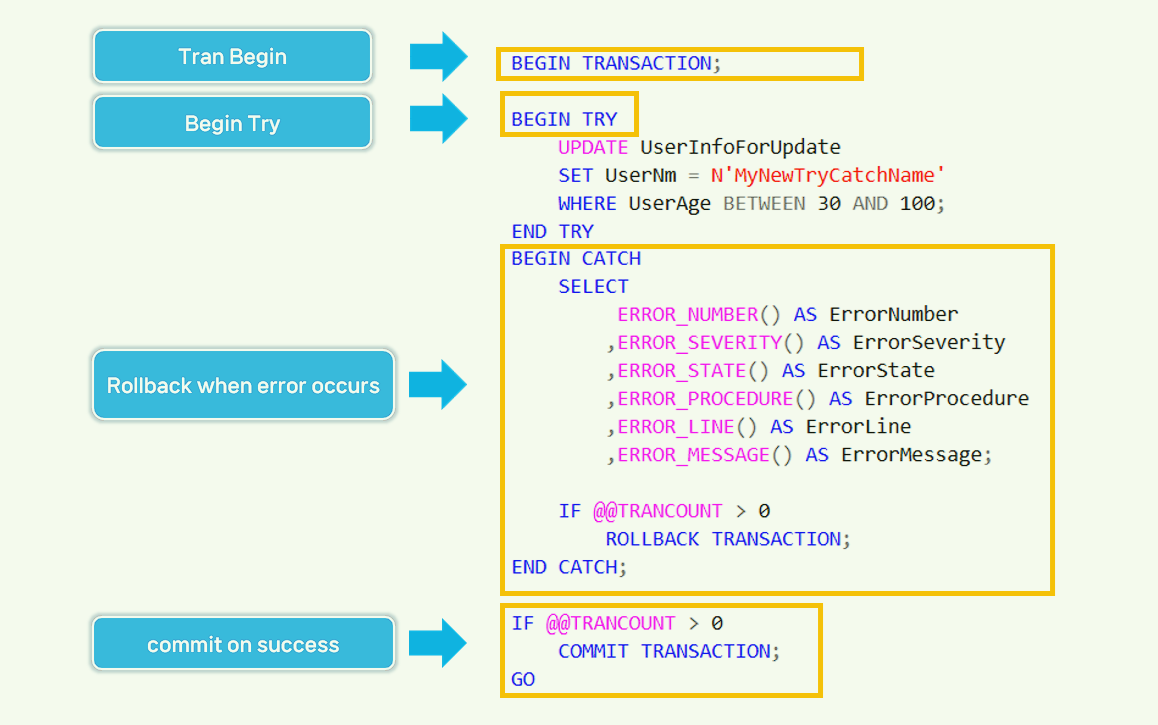 Tran Begin
BEGIN TRANSACTION;
Begin Try
BEGIN TRY
UPDATE UserInfoForUpdate
SET UserNm = N'MyNewTryCatchName'
WHERE UserAge BETWEEN 30 AND 100;
END TRY
BEGIN CATCH
SELECT
ERROR_NUMBER() AS ErrorNumber
,ERROR_SEVERITY() AS ErrorSeverity
,ERROR_STATE() AS ErrorState
Rollback when error occurs
,ERROR_PROCEDURE() AS ErrorProcedure
,ERROR_LINE() AS ErrorLine
,ERROR_MESSAGE() AS ErrorMessage;
IF @@TRANCOUNT > 0
ROLLBACK TRANSACTION;
END CATCH;
commit on success
IF @@TRANCOUNT > 0
COMMIT TRANSACTION;
GO